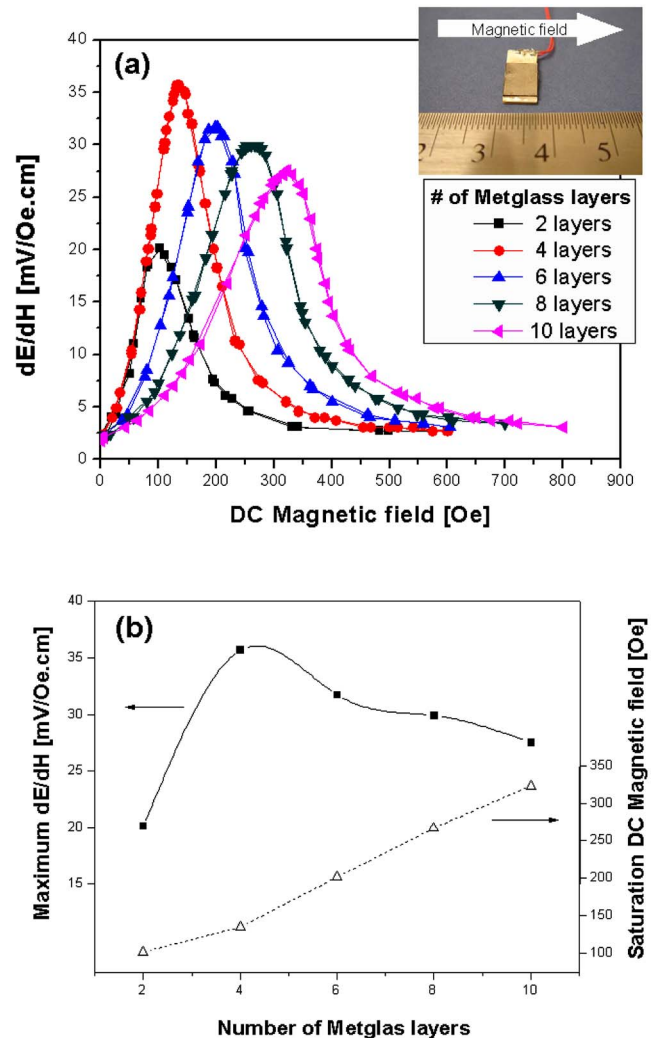 Magnetic field
2 3 4 5
(a)
40
35
30
25
20
15
10
5
0
dE/dH [mV/Oe.cm]
# of Metglass layers
2 layers
4 layers
6 layers
8 layers
10 layers
0 100 200 300 400 500 600 700 800 900
DC Magnetic field [Oe]
(b)
40
35
30
25
20
15
Maximum dE/dH [mV/Oe.cm]
350
300
250
200
150
100
Saturation DC Magnetic field [Oe]
2 4 6 8 10
Number of Metglas layers